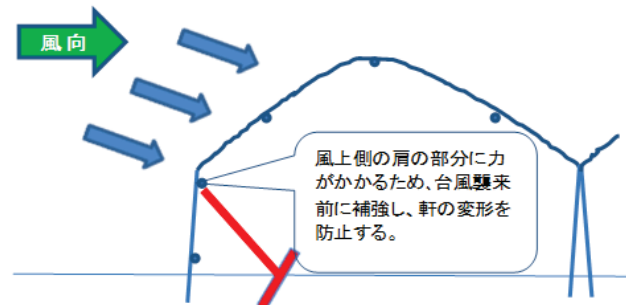 風向
風上側の肩の部分に力
がかかるため、台風襲来
前に補強し、軒の変形を
防止する。